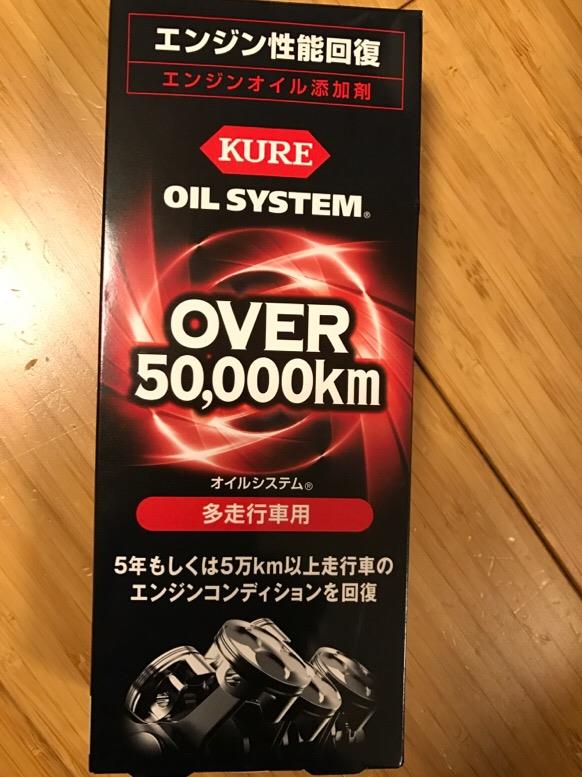 エンジン性能回復
エンジンオイル添加剤
KURE
OIL SYSTEM®
OVER
50,000km
オイルシステム®
多走行車用
5年もしくは5万km以上走行車の
エンジンコンディションを回復